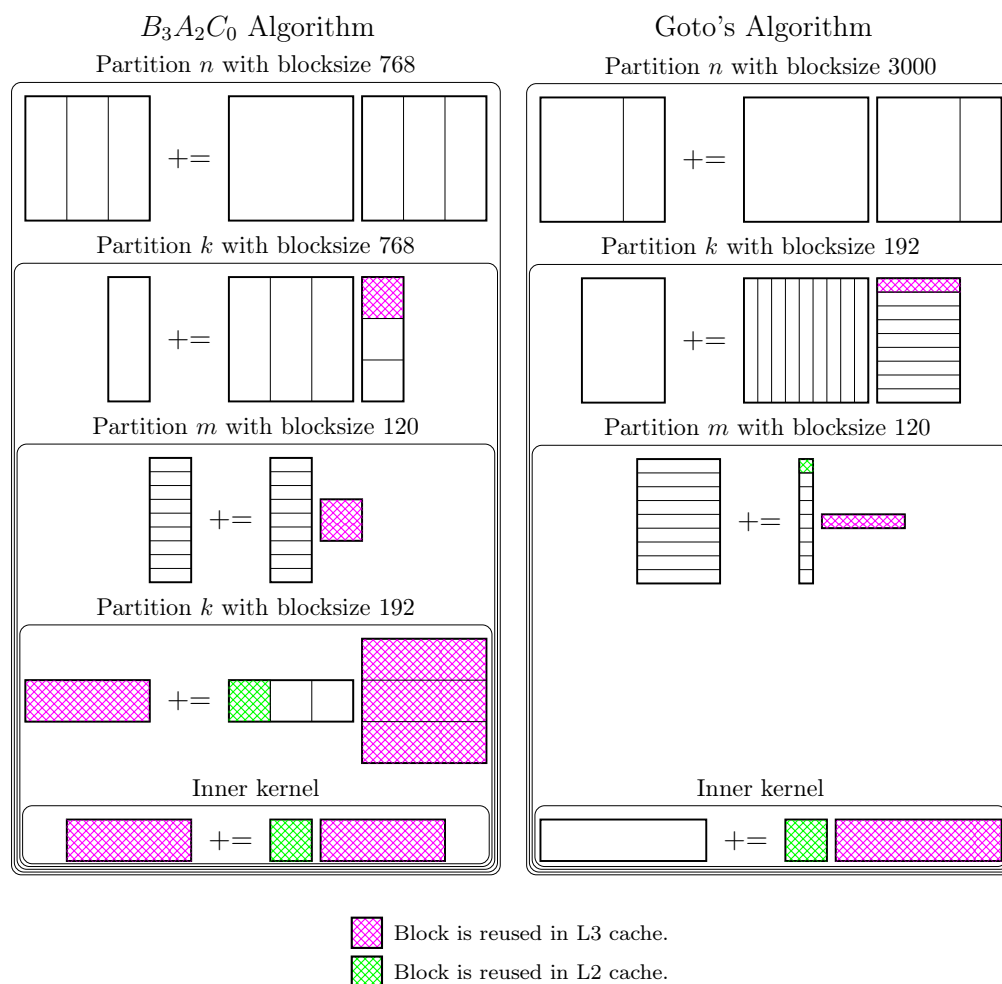 B₃A₂C₀ Algorithm
Partition n with blocksize 768
+=
Partition k with blocksize 768
+=
Partition m with blocksize 120
+=
Partition k with blocksize 192
+=
Inner kernel
+=
Goto's Algorithm
Partition n with blocksize 3000
+=
Partition k with blocksize 192
+=
Partition m with blocksize 120
+=
Inner kernel
+=
Block is reused in L3 cache.
Block is reused in L2 cache.